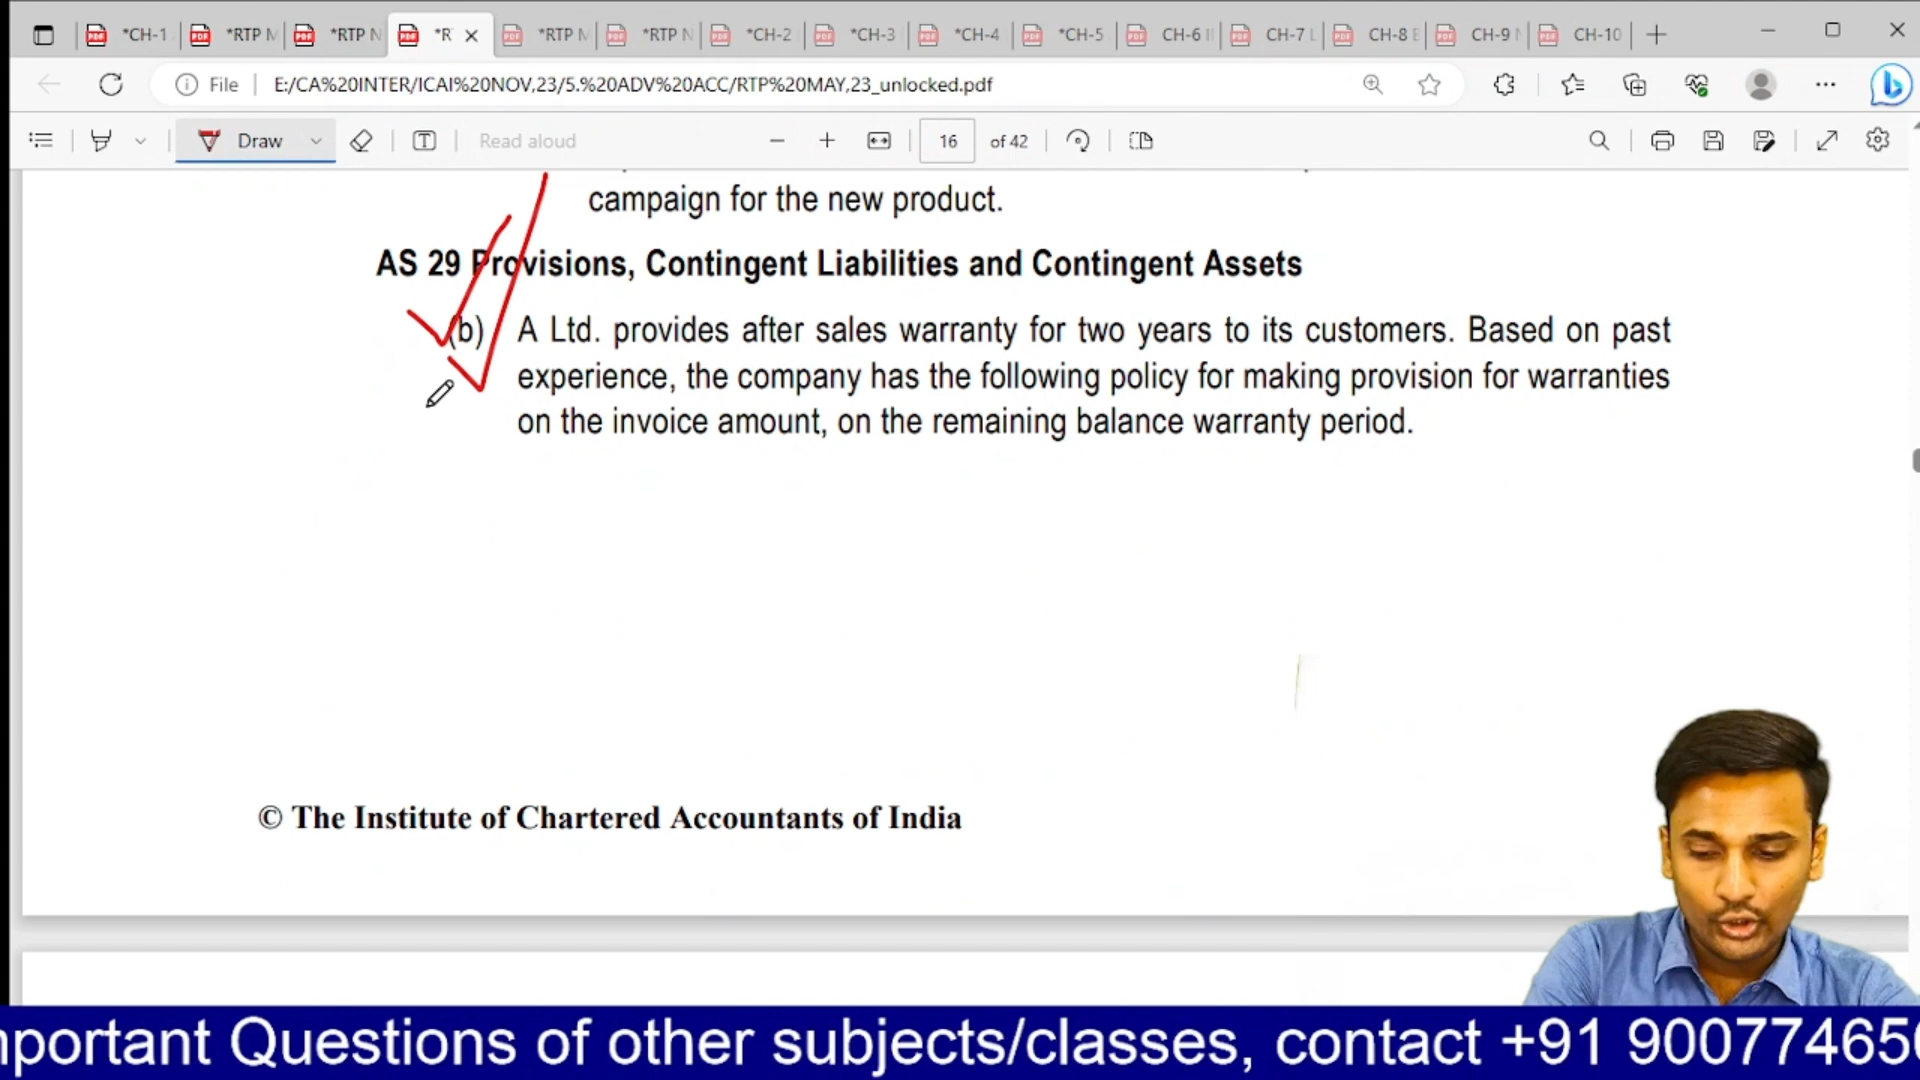 *CH-1
*RTP M
*RTP N
*R
*RTP M
*RTP N
*CH-2
*CH-3
*CH-4
*CH-5
CH-6 II
CH-7 L
CH-8 E
CH-9 N
CH-10
File
E:/CA%20INTER/ICAI%20NOV,23/5.%20ADV%20ACC/RTP%20MAY,23_unlocked.pdf
Draw
Read aloud
16 of 42
campaign for the new product.
AS 29 Provisions, Contingent Liabilities and Contingent Assets
(b) A Ltd. provides after sales warranty for two years to its customers. Based on past
experience, the company has the following policy for making provision for warranties
on the invoice amount, on the remaining balance warranty period.
© The Institute of Chartered Accountants of India
mportant Questions of other subjects/classes, contact +91 900774656